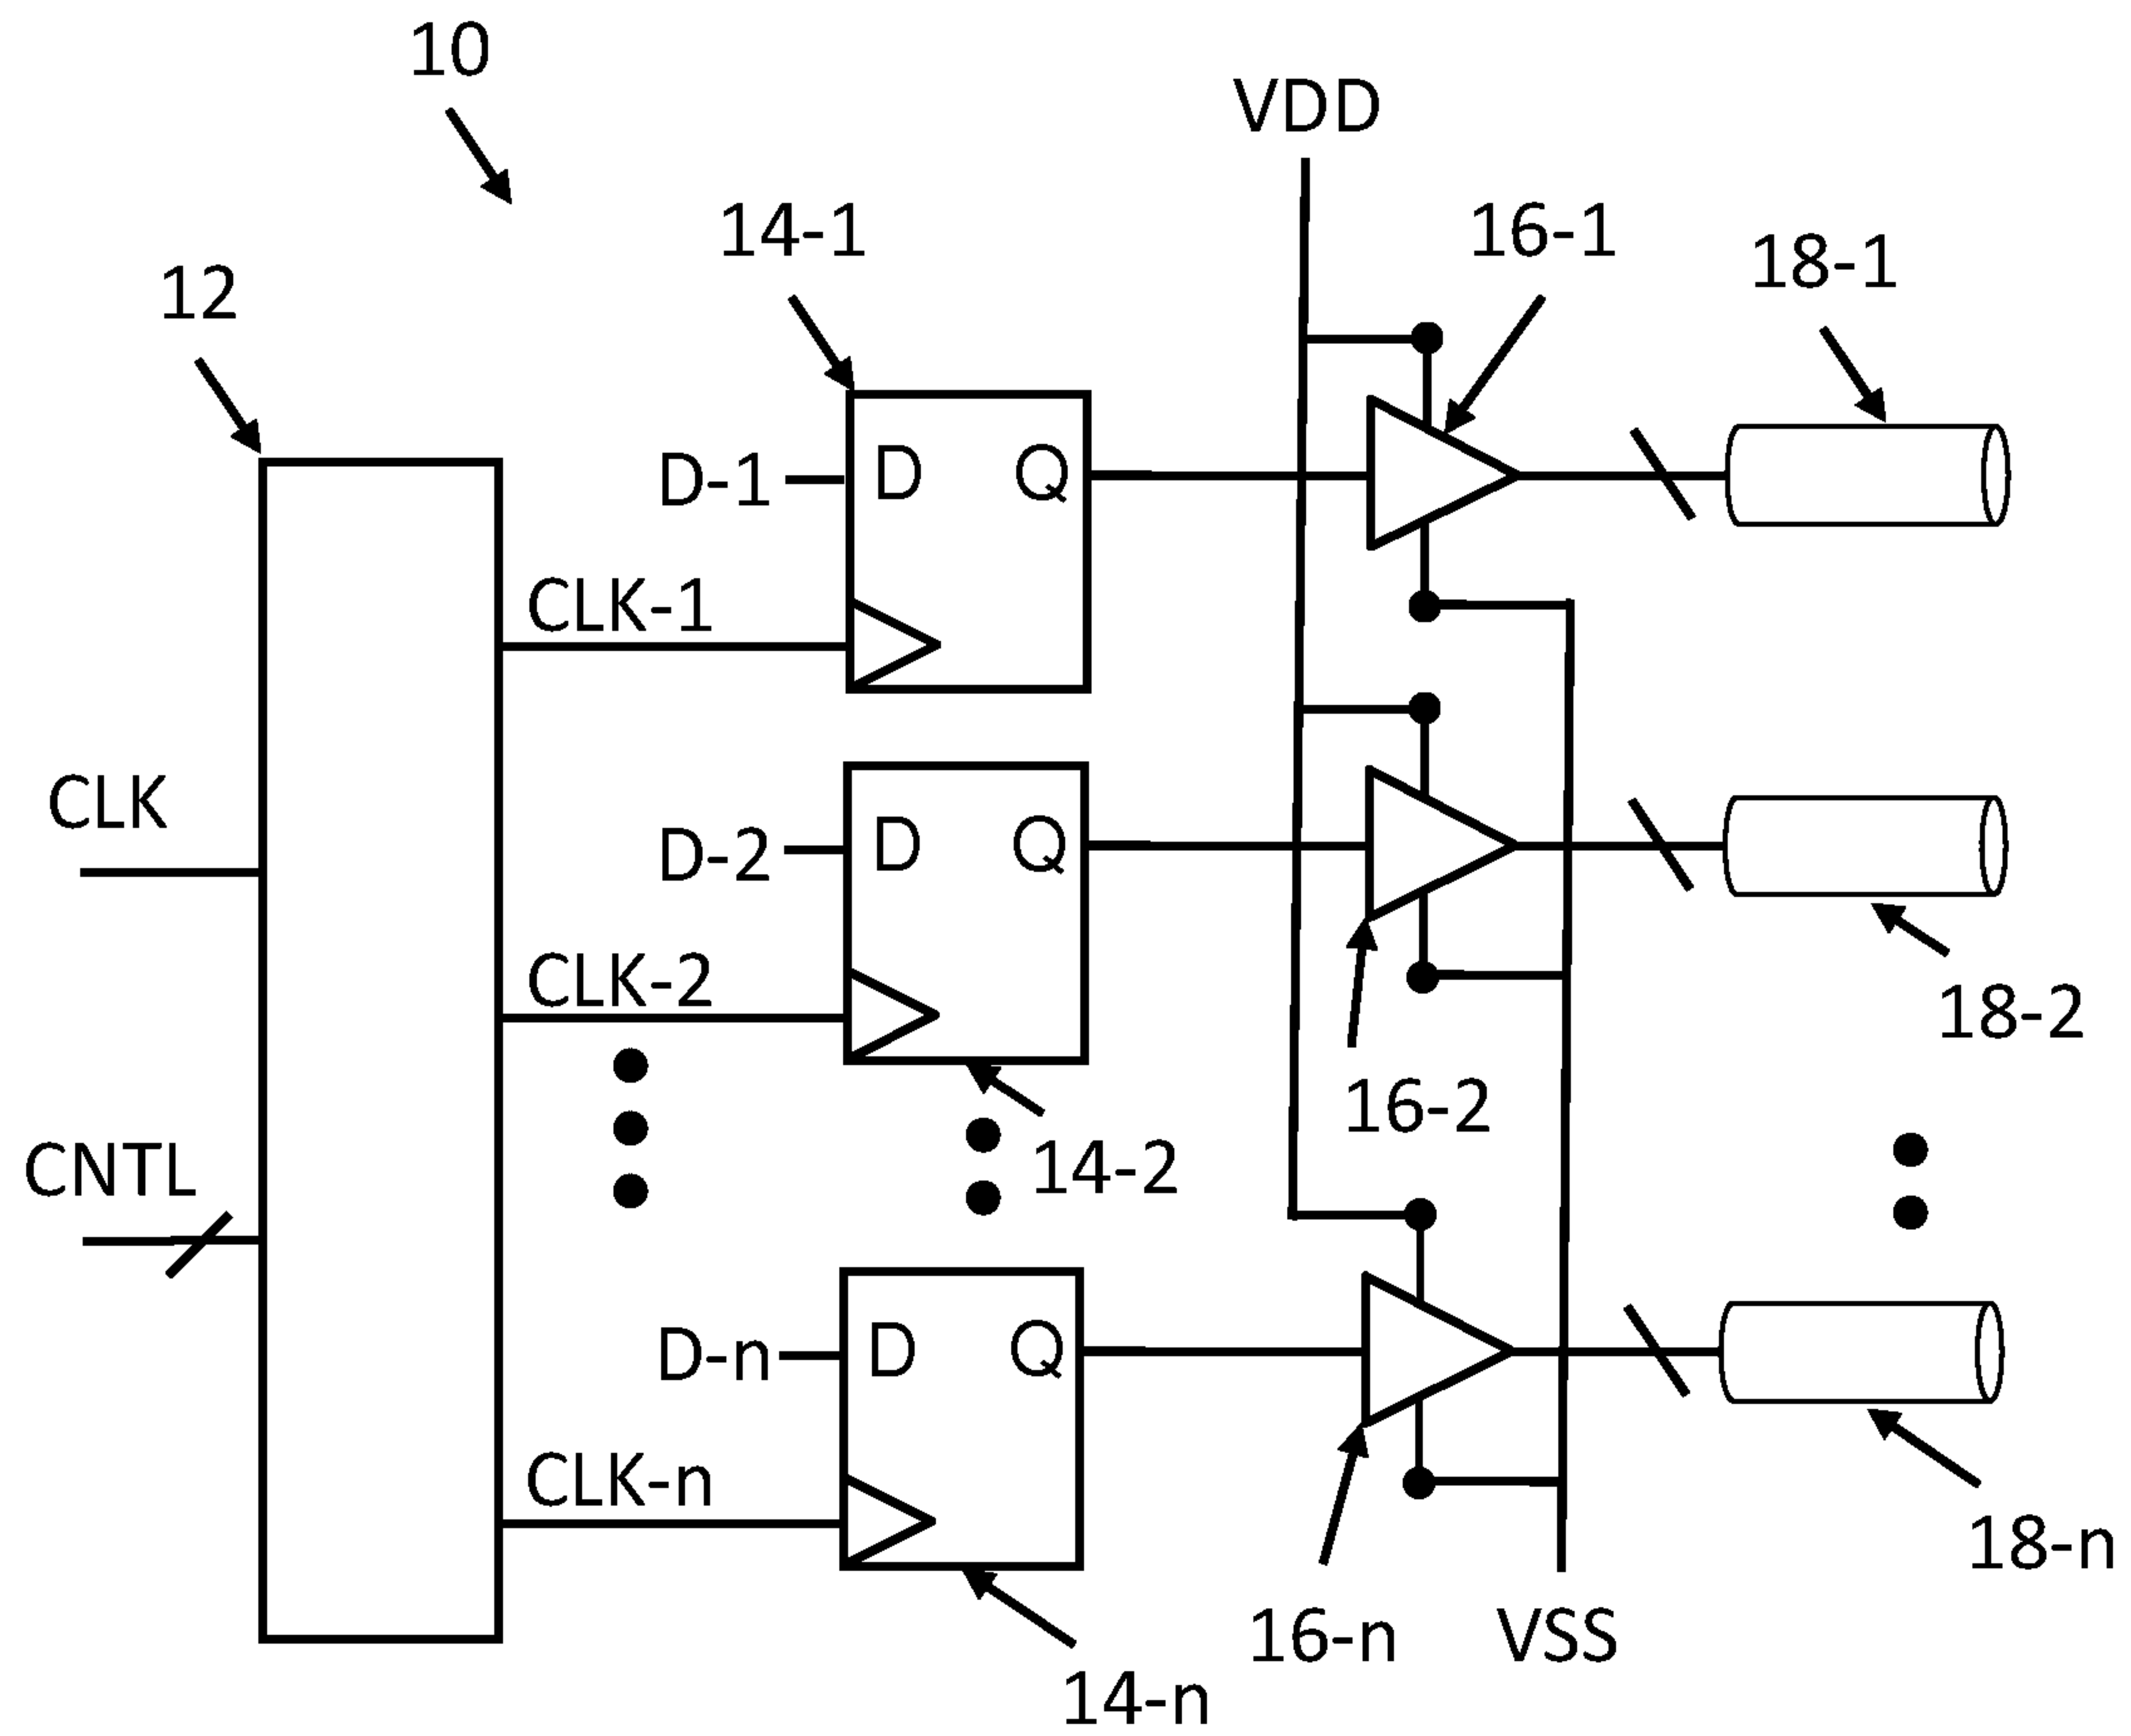 10
VDD
14-1
16-1
18-1
12
D-1
D
Q
CLK-1
CLK
D-2
D
Q
CLK-2
18-2
16-2
14-2
CNTL
D-n
D
Q
CLK-n
18-n
16-n
VSS
14-n